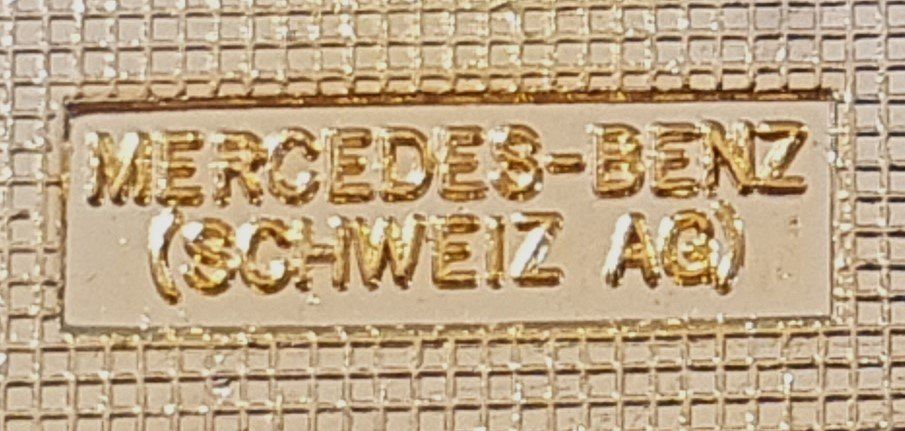 MERCEDES-BENZ
(SCHWEIZ AG)